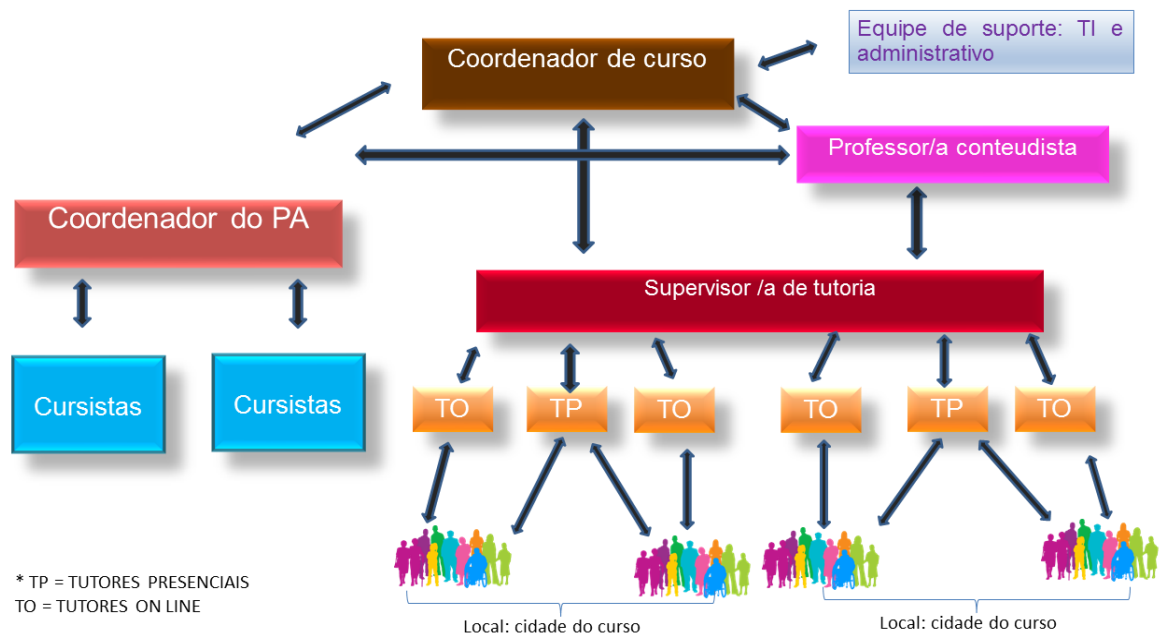 Equipe de suporte: TI e
administrativo
Coordenador de curso
Professor/a conteudista
Coordenador do PA
Supervisor /a de tutoria
Cursistas
Cursistas
TO
TP
TO
TO
TP
TO
* TP = TUTORES PRESENCIAIS
TO = TUTORES ON LINE
Local: cidade do curso
Local: cidade do curso